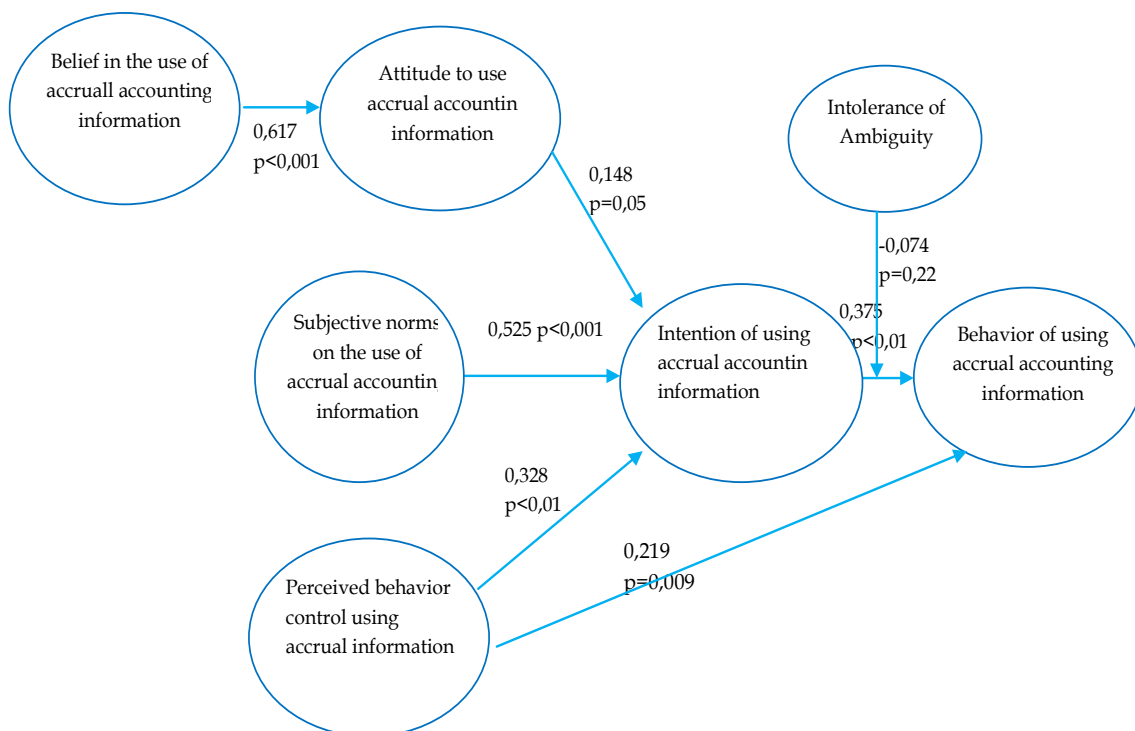 Belief in the use of
accruall accounting
information
0,617
p<0,001
Attitude to use
accrual accountin
information
0,148
p=0,05
Intolerance of
Ambiguity
-0,074
p=0,22
Subjective norms
on the use of
accrual accountin
information
0,525 p<0,001
Intention of using
accrual accountin
information
0,375
p<0,01
Behavior of using
accrual accounting
information
0,328
p<0,01
0,219
p=0,009
Perceived behavior
control using
accrual information